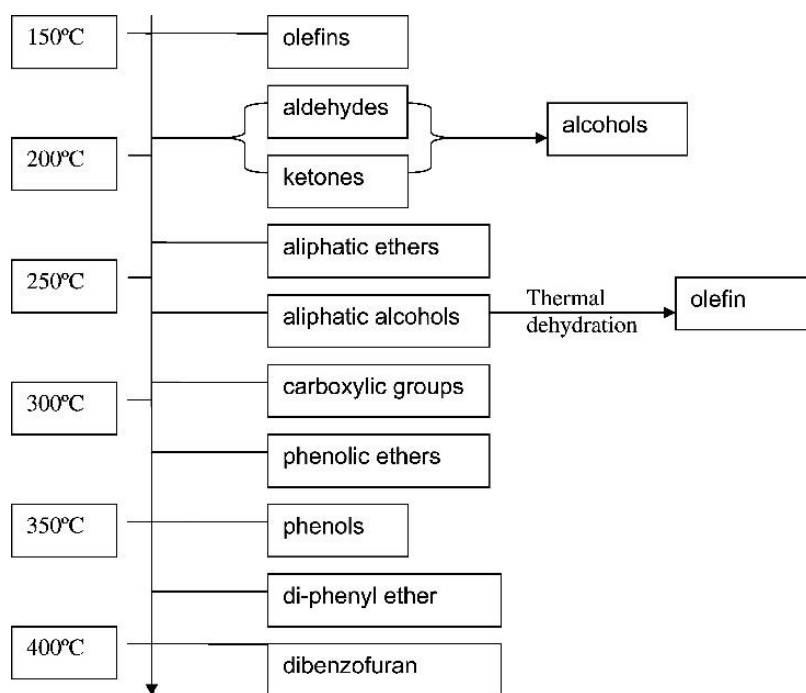 150ºC
olefins
aldehydes
alcohols
200ºC
ketones
aliphatic ethers
250ºC
aliphatic alcohols
Thermal
dehydration
olefin
carboxylic groups
300ºC
phenolic ethers
350ºC
phenols
di-phenyl ether
400ºC
dibenzofuran